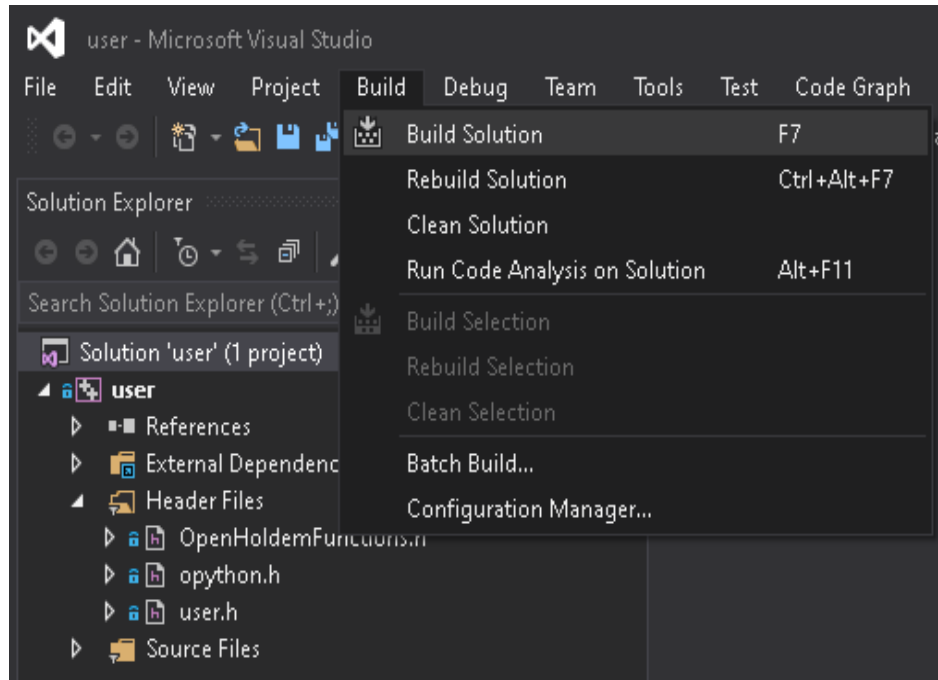 user - Microsoft Visual Studio
File Edit View Project Build Debug Team Tools Test Code Graph
Build Solution F7
Rebuild Solution Ctrl+Alt+F7
Clean Solution
Run Code Analysis on Solution Alt+F11
Build Selection
Rebuild Selection
Clean Selection
Batch Build...
Configuration Manager...
Solution Explorer
Search Solution Explorer (Ctrl+;)
Solution 'user' (1 project)
user
References
External Dependenc
Header Files
OpenHoldemFunctions.h
opython.h
user.h
Source Files